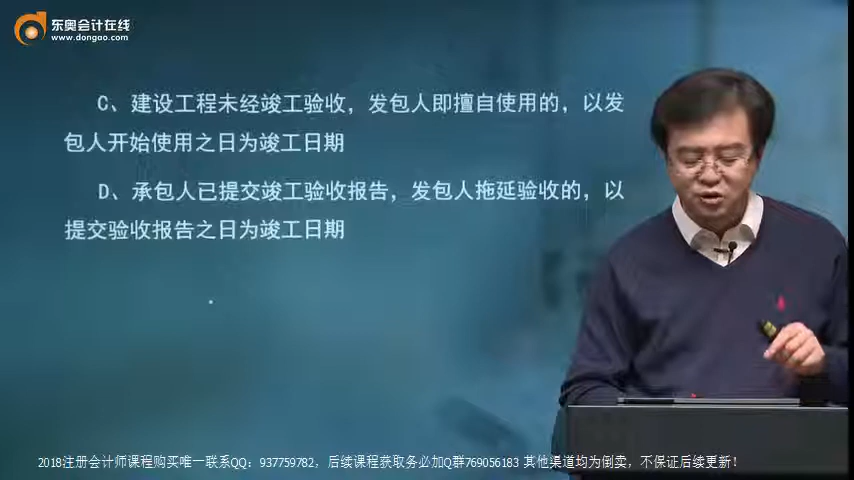 东奥会计在线
www.dongao.com
C、建设工程未经竣工验收，发包人即擅自使用的，以发
包人开始使用之日为竣工日期
D、承包人已提交竣工验收报告，发包人拖延验收的，以
提交验收报告之日为竣工日期
2018注册会计师课程购买唯一联系QQ：937759782，后续课程获取务必加Q群769056183 其他渠道均为倒卖，不保证后续更新！